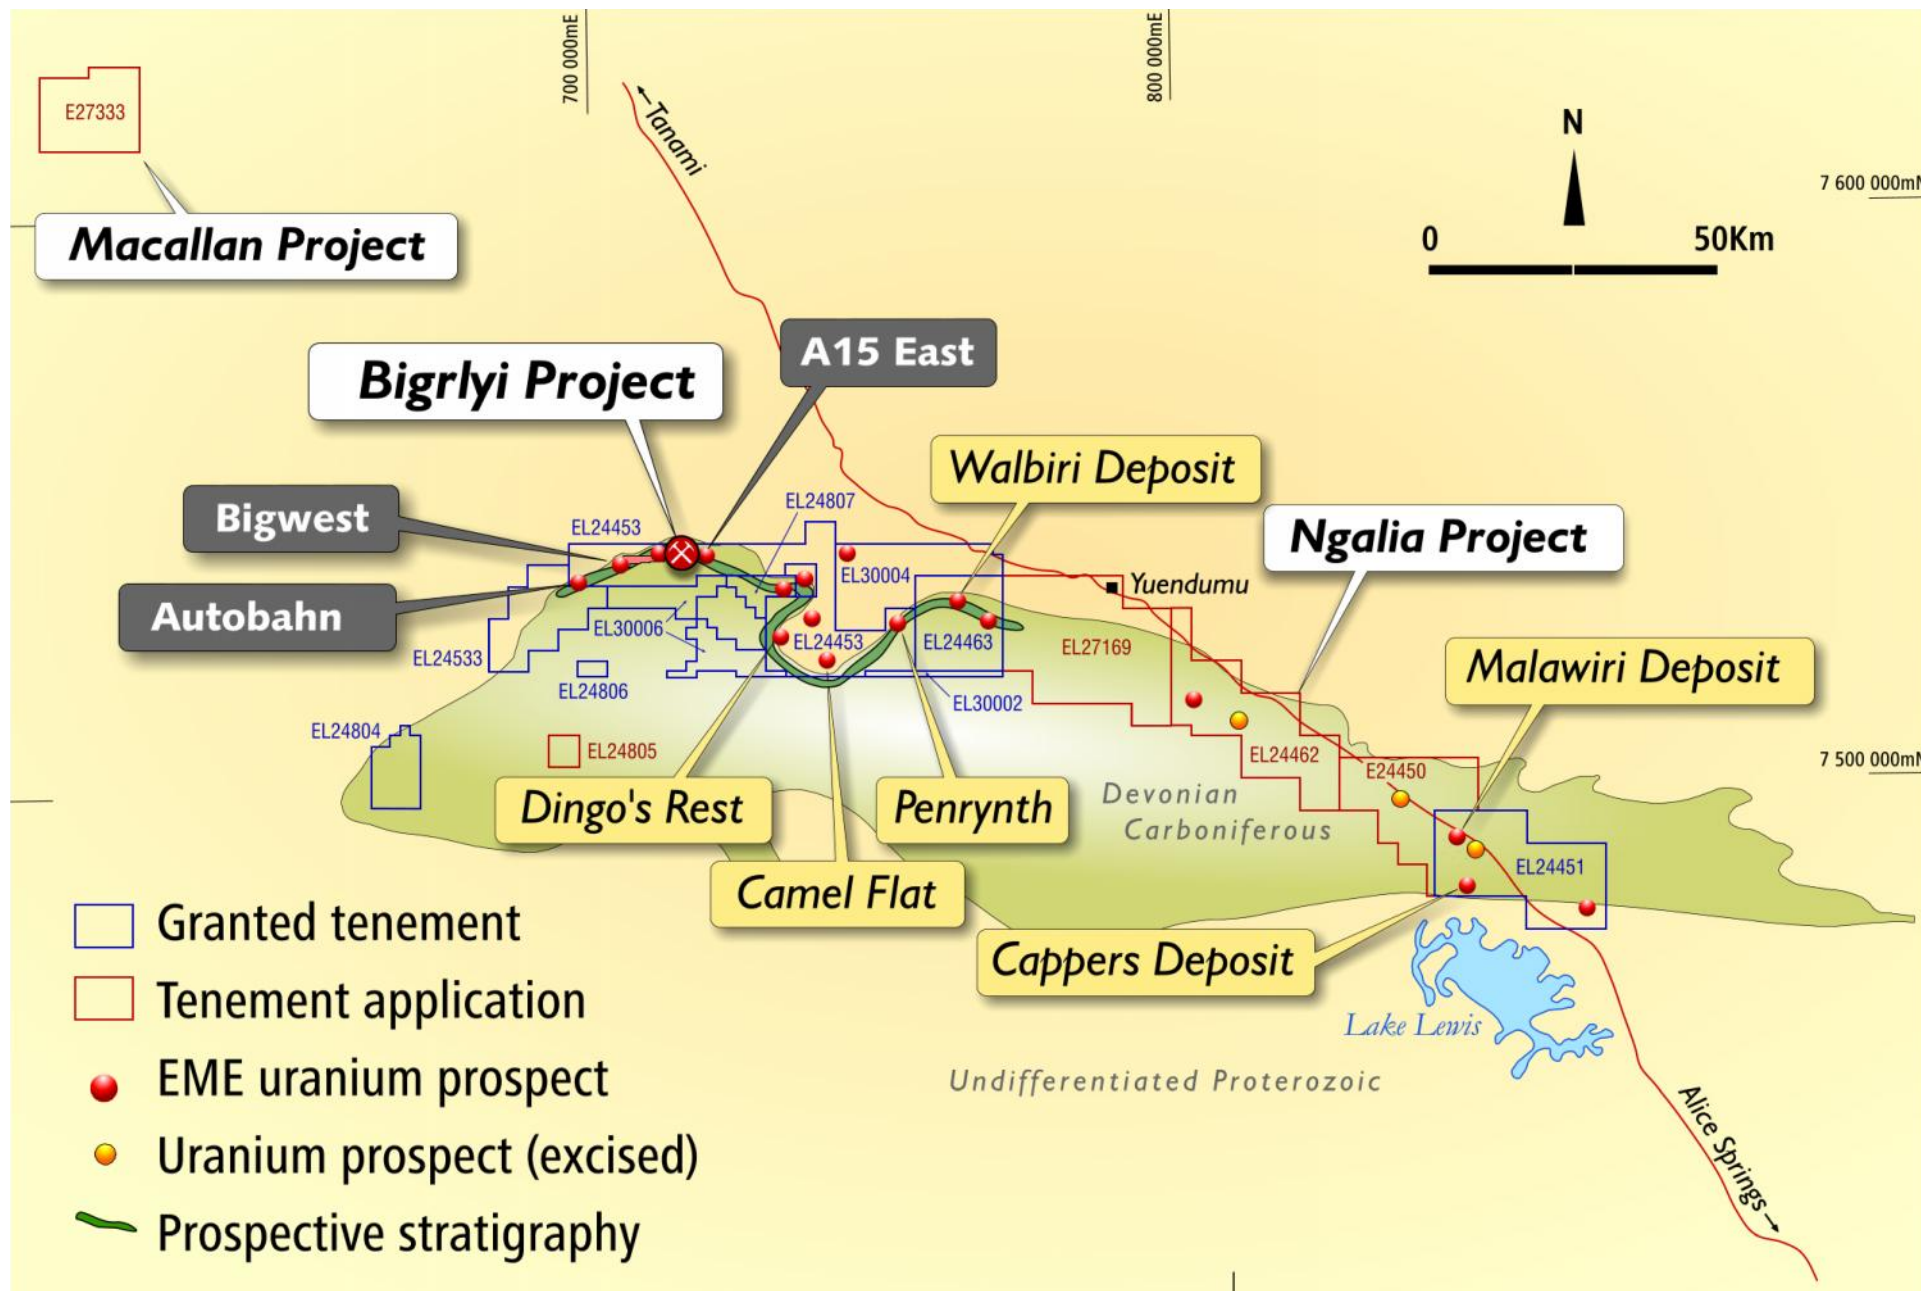 700 000mE
800 000mE
E27333
Tanami
N
7 600 000mN
Macallan Project
0
50Km
A15 East
Bigrlyi Project
Walbiri Deposit
Bigwest
EL24453
EL24807
Ngalia Project
EL30004
Yuendumu
Autobahn
EL30006
EL24453
EL24463
EL27169
EL24533
EL24806
EL30002
Malawiri Deposit
EL24804
EL24805
EL24462
E24450
7 500 000mN
Dingo's Rest
Penrynth
Devonian
Carboniferous
EL24451
Camel Flat
Granted tenement
Cappers Deposit
Tenement application
Lake Lewis
EME uranium prospect
Undifferentiated Proterozoic
Alice Springs
Uranium prospect (excised)
Prospective stratigraphy